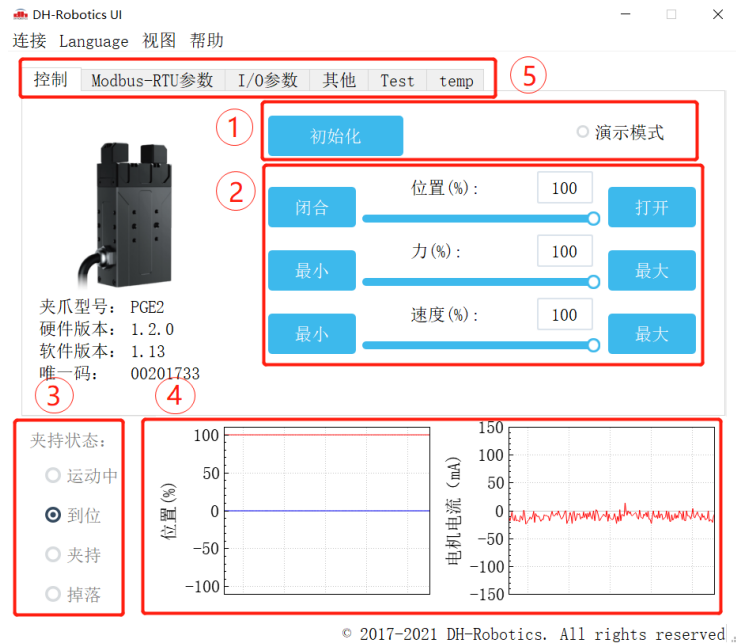 DH-Robotics UI
连接 Language 视图 帮助
控制 Modbus-RTU参数 I/O参数 其他 Test temp
5
1
初始化
演示模式
2
位置(%): 100
闭合 打开
力(%): 100
最小 最大
速度(%): 100
最小 最大
夹爪型号: PGE2
硬件版本: 1.2.0
软件版本: 1.13
唯一码: 00201733
3
4
夹持状态:
运动中
到位
夹持
掉落
位置(%)
100
50
0
-50
-100
电机电流 (mA)
150
100
50
0
-50
-100
-150
© 2017-2021 DH-Robotics. All rights reserved